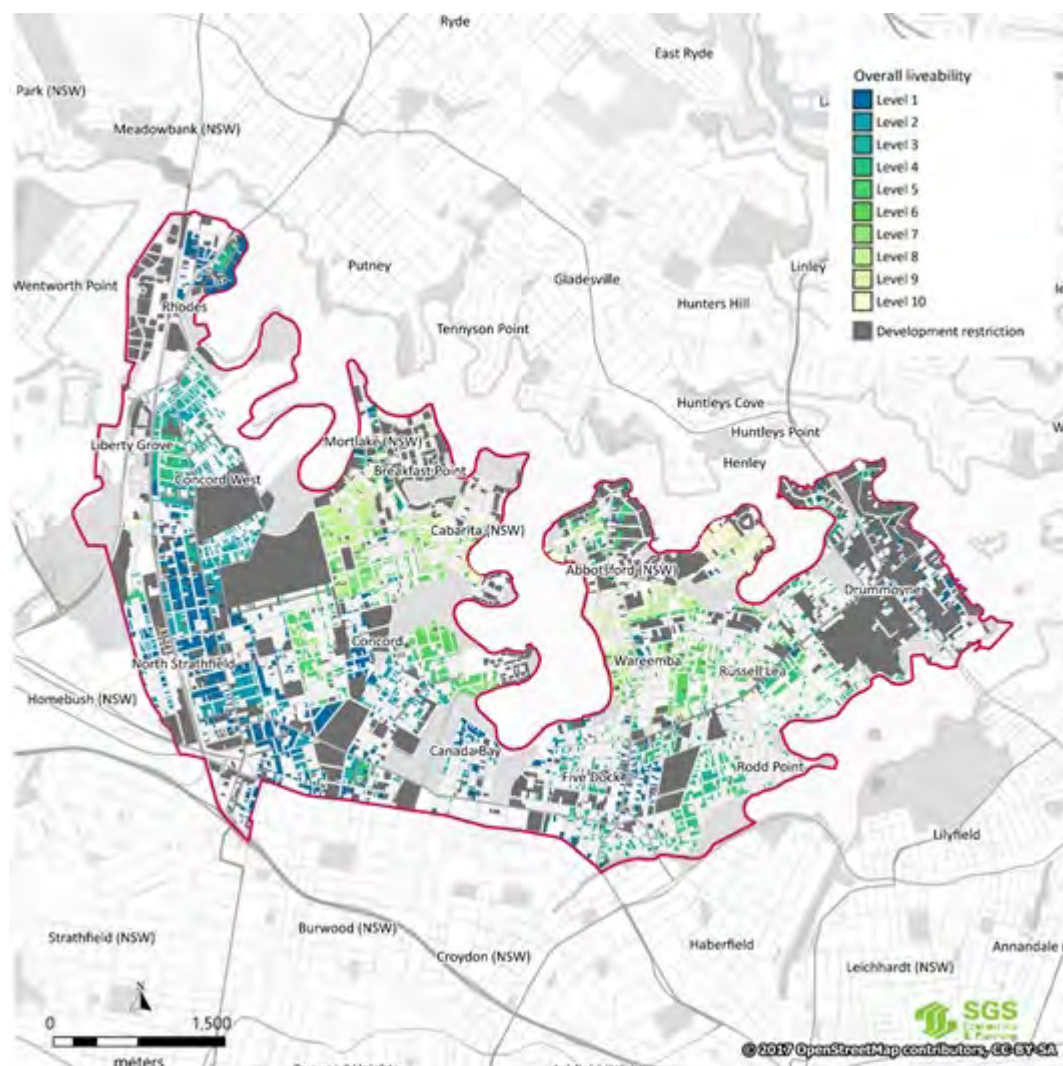 Ryde
East Ryde
Park (NSW)
Meadowbank (NSW)
Overall liveability
Level 1
Level 2
Level 3
Level 4
Level 5
Level 6
Level 7
Level 8
Level 9
Level 10
Development restriction
Putney
Gladesville
Linley
Wentworth Point
Hunters Hill
Rhodes
Tennyson Point
Huntleys Cove
Huntleys Point
Liberty Grove
Mortlake (NSW)
Henley
Breakfast Point
Concord West
Cabarita (NSW)
Abbotsford (NSW)
Drummoyne
Concord
North Strathfield
Wareemba
Russell Lea
Homebush (NSW)
Canada Bay
Five Dock
Rodd Point
Lilyfield
Burwood (NSW)
Strathfield (NSW)
Croydon (NSW)
Haberfield
Annandale
Leichhardt (NSW)
N
0 1,500
meters
SGS
Economics
& Planning
© 2017 OpenStreetMap contributors, CC-BY-SA